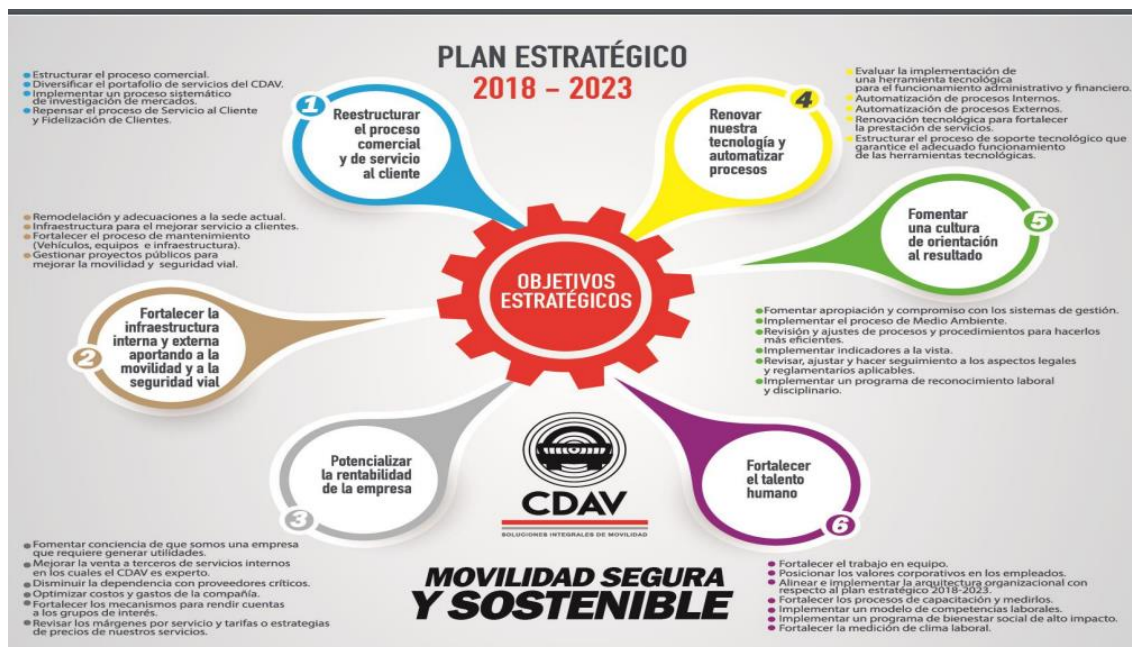 PLAN ESTRATÉGICO
2018 – 2023
1
Reestructurar
el proceso
comercial
y de servicio
al cliente
Estructurar el proceso comercial.
Diversificar el portafolio de servicios del CDAV.
Implementar un proceso sistemático
de investigación de mercados.
Repensar el proceso de Servicio al Cliente
y Fidelización de Clientes.
2
Fortalecer la
infraestructura
interna y externa
aportando a la
movilidad y a la
seguridad vial
Remodelación y adecuaciones a la sede actual.
Infraestructura para el mejorar servicio a clientes.
Fortalecer el proceso de mantenimiento
(Vehículos, equipos e infraestructura).
Gestionar proyectos públicos para
mejorar la movilidad y seguridad vial.
3
Potencializar
la rentabilidad
de la empresa
Fomentar conciencia de que somos una empresa
que requiere generar utilidades.
Mejorar la venta a terceros de servicios internos
en los cuales el CDAV es experto.
Disminuir la dependencia con proveedores críticos.
Optimizar costos y gastos de la compañía.
Fortalecer los mecanismos para rendir cuentas
a los grupos de interés.
Revisar los márgenes por servicio y tarifas o estrategias
de precios de nuestros servicios.
4
Renovar
nuestra
tecnología y
automatizar
procesos
Evaluar la implementación de
una herramienta tecnológica
para el funcionamiento administrativo y financiero.
Automatización de procesos Internos.
Automatización de procesos Externos.
Renovación tecnológica para fortalecer
la prestación de servicios.
Estructurar el proceso de soporte tecnológico que
garantice el adecuado funcionamiento
de las herramientas tecnológicas.
5
Fomentar
una cultura
de orientación
al resultado
Fomentar apropiación y compromiso con los sistemas de gestión.
Implementar el proceso de Medio Ambiente.
Revisión y ajustes de procesos y procedimientos para hacerlos
más eficientes.
Implementar indicadores a la vista.
Revisar, ajustar y hacer seguimiento a los aspectos legales
y reglamentarios aplicables.
Implementar un programa de reconocimiento laboral
y disciplinario.
6
Fortalecer
el talento
humano
Fortalecer el trabajo en equipo.
Posicionar los valores corporativos en los empleados.
Alinear e implementar la arquitectura organizacional con
respecto al plan estratégico 2018-2023.
Fortalecer los procesos de capacitación y medirlos.
Implementar un modelo de competencias laborales.
Implementar un programa de bienestar social de alto impacto.
Fortalecer la medición de clima laboral.
OBJETIVOS
ESTRATÉGICOS
CDAV
SOLUCIONES INTEGRALES DE MOVILIDAD
MOVILIDAD SEGURA
Y SOSTENIBLE